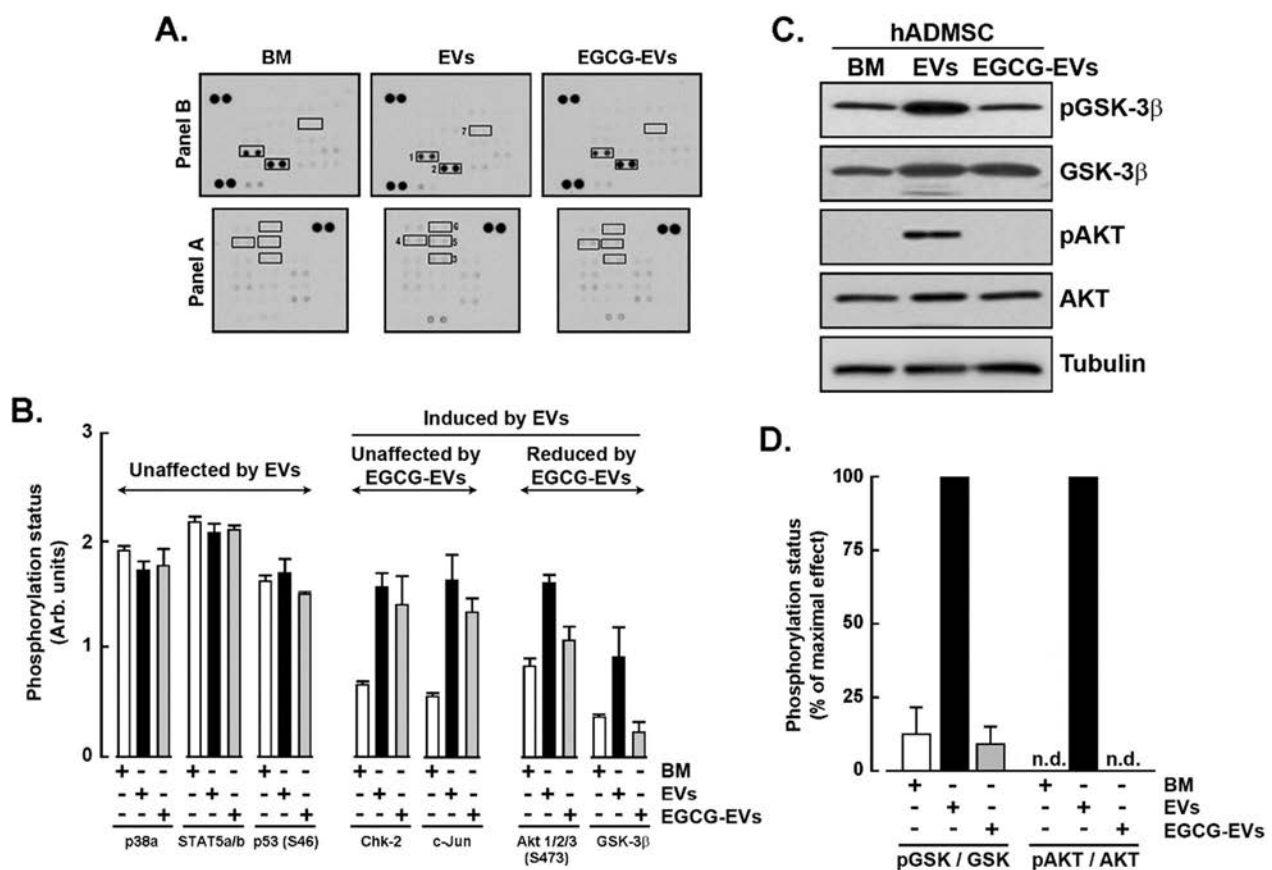 A.
BM EVs EGCG-EVs
Panel B
1
2
7
Panel A
4
6
5
3
C.
hADMSC
BM EVs EGCG-EVs
pGSK-3β
GSK-3β
pAKT
AKT
Tubulin
B.
Phosphorylation status
(Arb. units)
3
2
1
0
Induced by EVs
Unaffected by EVs
Unaffected by
EGCG-EVs
Reduced by
EGCG-EVs
+ - - + - - + - - + - - + - - + - - + - - BM
- + - - + - - + - - + - - + - - + - - + - EVs
- - + - - + - - + - - + - - + - - + - - + EGCG-EVs
p38a STAT5a/b p53 (S46) Chk-2 c-Jun Akt 1/2/3 GSK-3β
(S473)
D.
Phosphorylation status
(% of maximal effect)
100
75
50
25
0
n.d. n.d.
+ - - + - - BM
- + - - + - EVs
- - + - - + EGCG-EVs
pGSK / GSK pAKT / AKT